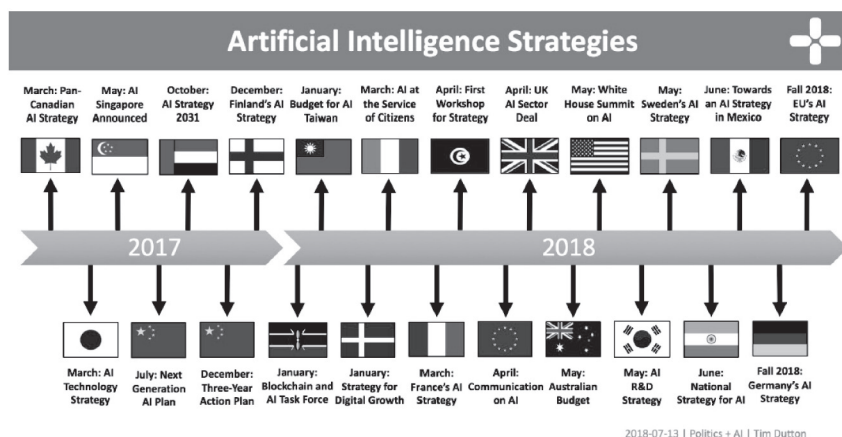 Artificial Intelligence Strategies
March: Pan-
Canadian
AI Strategy
May: AI
Singapore
Announced
October:
AI Strategy
2031
December:
Finland's AI
Strategy
January:
Budget for AI
Taiwan
March: AI at
the Service
of Citizens
April: First
Workshop
for Strategy
April: UK
AI Sector
Deal
May: White
House Summit
on AI
May:
Sweden's AI
Strategy
June: Towards
an AI Strategy
in Mexico
Fall 2018:
EU's AI
Strategy
2017
2018
March: AI
Technology
Strategy
July: Next
Generation
AI Plan
December:
Three-Year
Action Plan
January:
Blockchain and
AI Task Force
January:
Strategy for
Digital Growth
March:
France's AI
Strategy
April:
Communication
on AI
May:
Australian
Budget
May: AI
R&D
Strategy
June:
National
Strategy for AI
Fall 2018:
Germany's AI
Strategy
2018-07-13 | Politics + AI | Tim Dutton